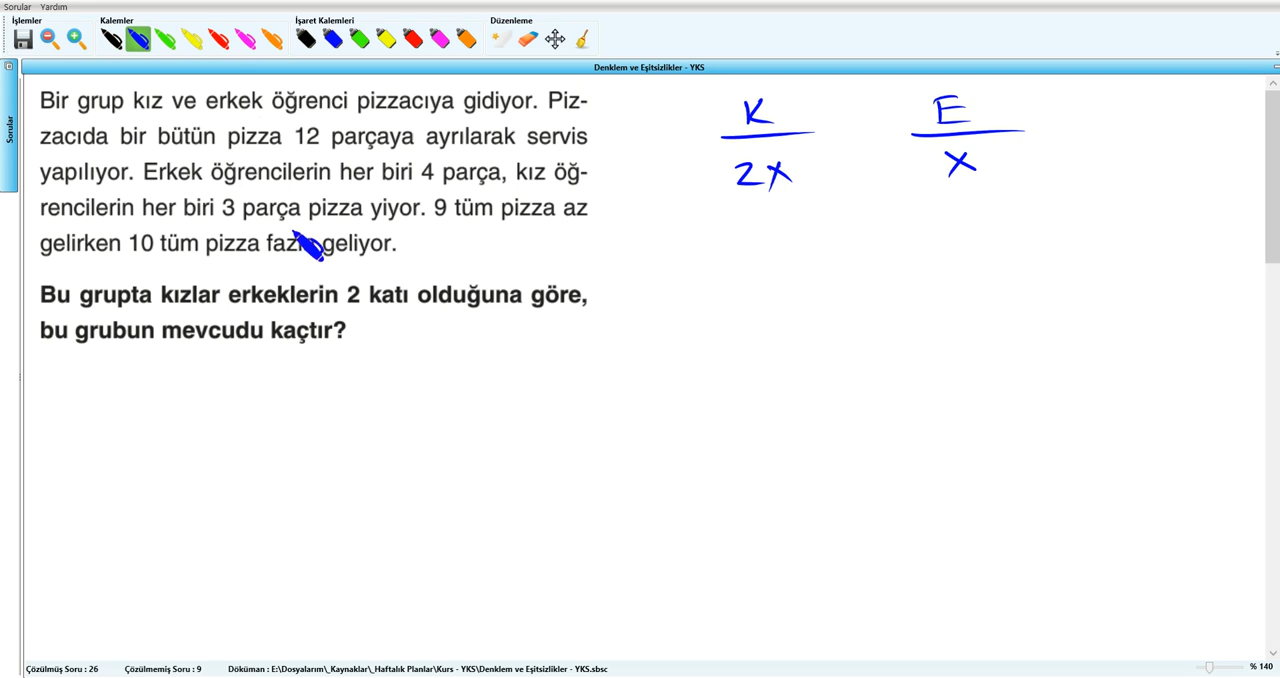 Sorular Yardım
İşlemler Kalemler İşaret Kalemleri Düzenleme
Denklem ve Eşitsizlikler - YKS
Sorular
Bir grup kız ve erkek öğrenci pizzacıya gidiyor. Piz-
zacıda bir bütün pizza 12 parçaya ayrılarak servis
yapılıyor. Erkek öğrencilerin her biri 4 parça, kız öğ-
rencilerin her biri 3 parça pizza yiyor. 9 tüm pizza az
gelirken 10 tüm pizza fazla geliyor.
Bu grupta kızlar erkeklerin 2 katı olduğuna göre,
bu grubun mevcudu kaçtır?
K E
2x x
Çözülmüş Soru : 26 Çözülmemiş Soru : 9 Döküman : E:\Dosyalarım\_Kaynaklar\_Haftalık Planlar\Kurs - YKS\Denklem ve Eşitsizlikler - YKS.sbsc % 140